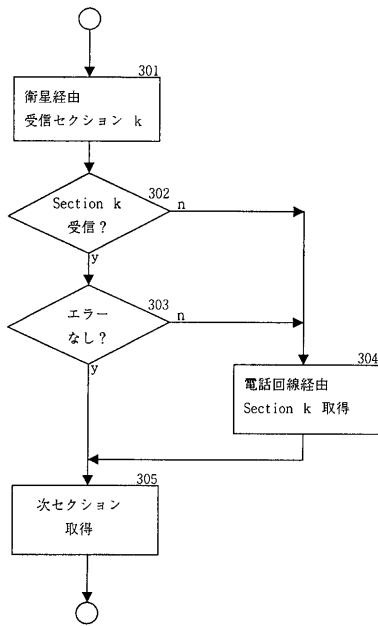 301
衛星経由
受信セクション k
302
Section k
受信?
n
y
303
エラー
なし?
n
y
304
電話回線経由
Section k 取得
305
次セクション
取得